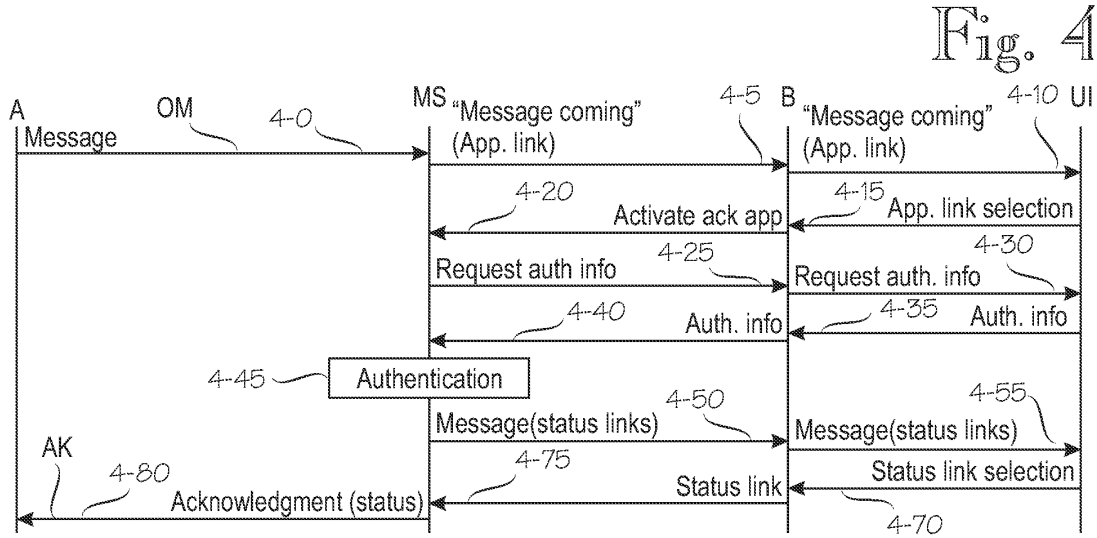 Fig. 4
A OM 4-0 MS 4-5 B 4-10 UI
Message
"Message coming"
(App. link)
"Message coming"
(App. link)
4-20
Activate ack app
4-15
App. link selection
Request auth info
4-25
Request auth. info
4-30
4-40
Auth. info
4-35
Auth. info
4-45
Authentication
Message(status links)
4-50
Message(status links)
4-55
4-75
Status link
Status link selection
4-70
AK
4-80
Acknowledgment (status)